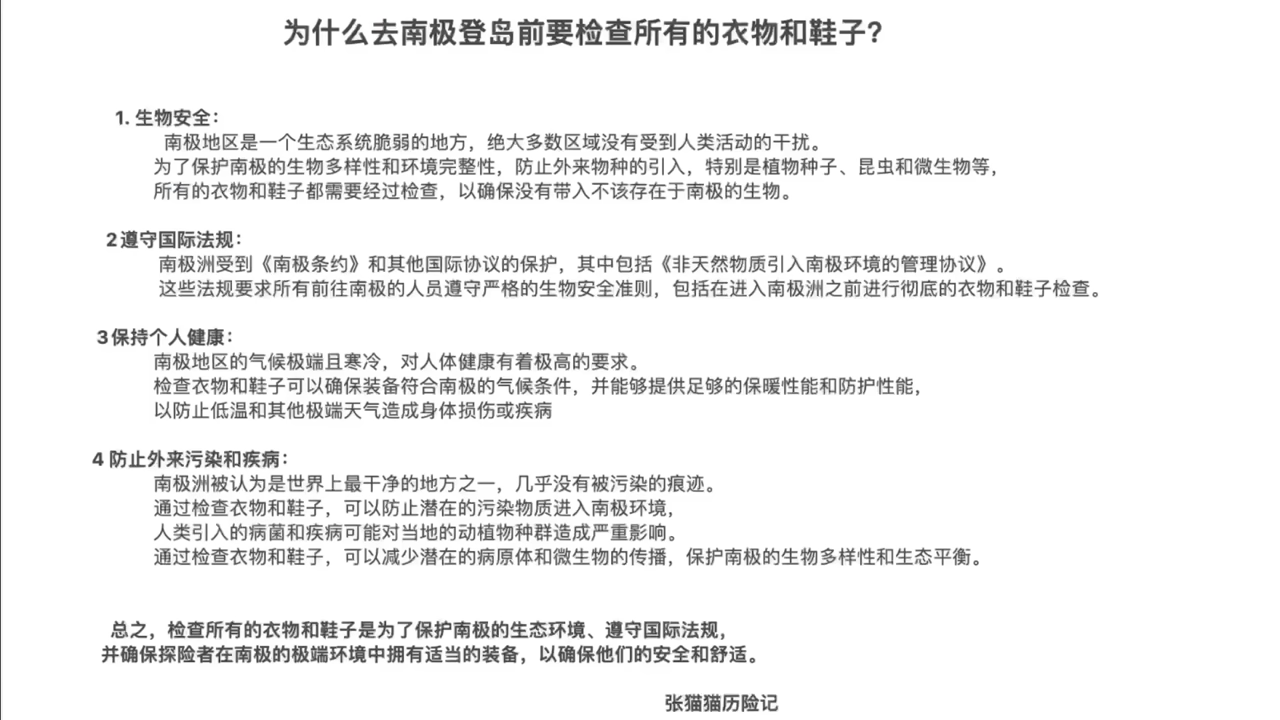 为什么去南极登岛前要检查所有的衣物和鞋子?
1. 生物安全：
南极地区是一个生态系统脆弱的地方，绝大多数区域没有受到人类活动的干扰。
为了保护南极的生物多样性和环境完整性，防止外来物种的引入，特别是植物种子、昆虫和微生物等，
所有的衣物和鞋子都需要经过检查，以确保没有带入不该存在于南极的生物。
2 遵守国际法规：
南极洲受到《南极条约》和其他国际协议的保护，其中包括《非天然物质引入南极环境的管理协议》。
这些法规要求所有前往南极的人员遵守严格的生物安全准则，包括在进入南极洲之前进行彻底的衣物和鞋子检查。
3 保持个人健康：
南极地区的气候极端且寒冷，对人体健康有着极高的要求。
检查衣物和鞋子可以确保装备符合南极的气候条件，并能够提供足够的保暖性能和防护性能，
以防止低温和其他极端天气造成身体损伤或疾病
4 防止外来污染和疾病：
南极洲被认为是世界上最干净的地方之一，几乎没有被污染的痕迹。
通过检查衣物和鞋子，可以防止潜在的污染物质进入南极环境，
人类引入的病菌和疾病可能对当地的动植物种群造成严重影响。
通过检查衣物和鞋子，可以减少潜在的病原体和微生物的传播，保护南极的生物多样性和生态平衡。
总之，检查所有的衣物和鞋子是为了保护南极的生态环境、遵守国际法规，
并确保探险者在南极的极端环境中拥有适当的装备，以确保他们的安全和舒适。
张猫猫历险记